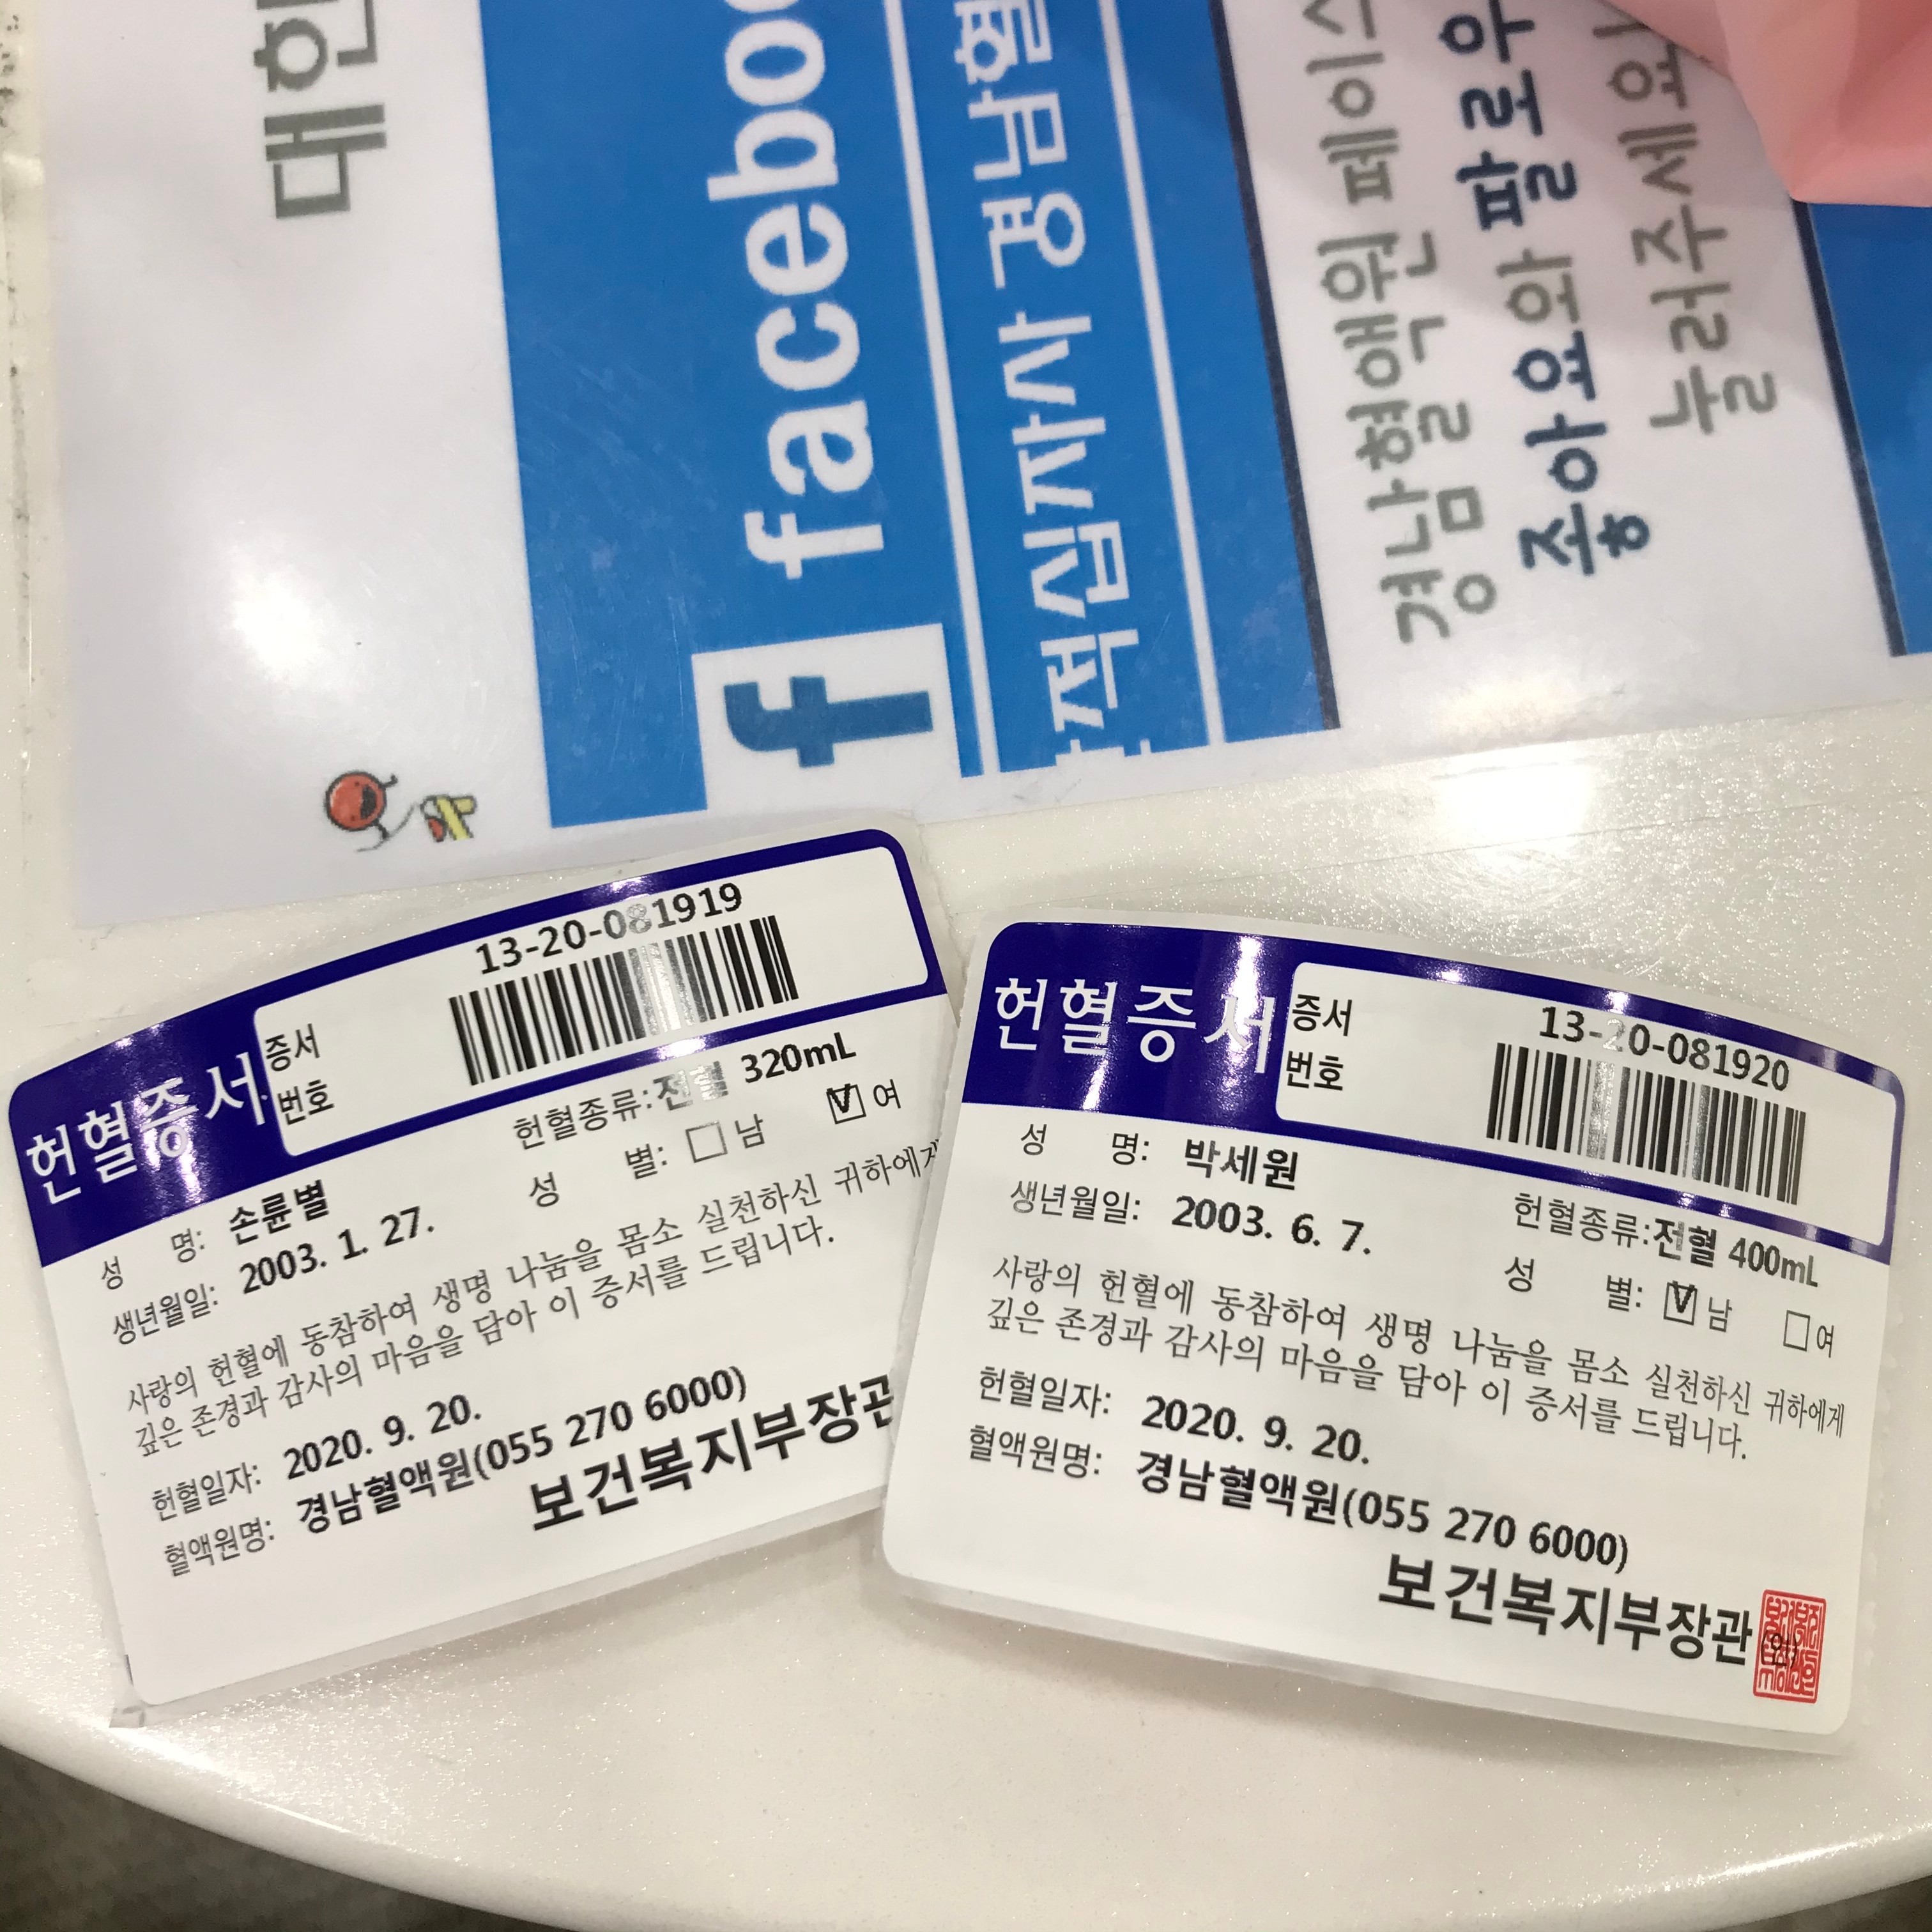 대한
facebo
f
적십자사 경남혈
경남혈액원 페이스
좋아요와 팔로우
눌러주세요
헌혈증서
증서
번호
13-20-081919
헌혈종류: 전혈 320mL
성 명: 손륜별
성 별: □ 남 ☑ 여
생년월일: 2003. 1. 27.
사랑의 헌혈에 동참하여 생명 나눔을 몸소 실천하신 귀하에게
깊은 존경과 감사의 마음을 담아 이 증서를 드립니다.
헌혈일자: 2020. 9. 20.
혈액원명: 경남혈액원(055 270 6000)
보건복지부장관
헌혈증서
증서
번호
13-20-081920
성 명: 박세원
헌혈종류: 전혈 400mL
생년월일: 2003. 6. 7.
성 별: ☑ 남 □ 여
사랑의 헌혈에 동참하여 생명 나눔을 몸소 실천하신 귀하에게
깊은 존경과 감사의 마음을 담아 이 증서를 드립니다.
헌혈일자: 2020. 9. 20.
혈액원명: 경남혈액원(055 270 6000)
보건복지부장관